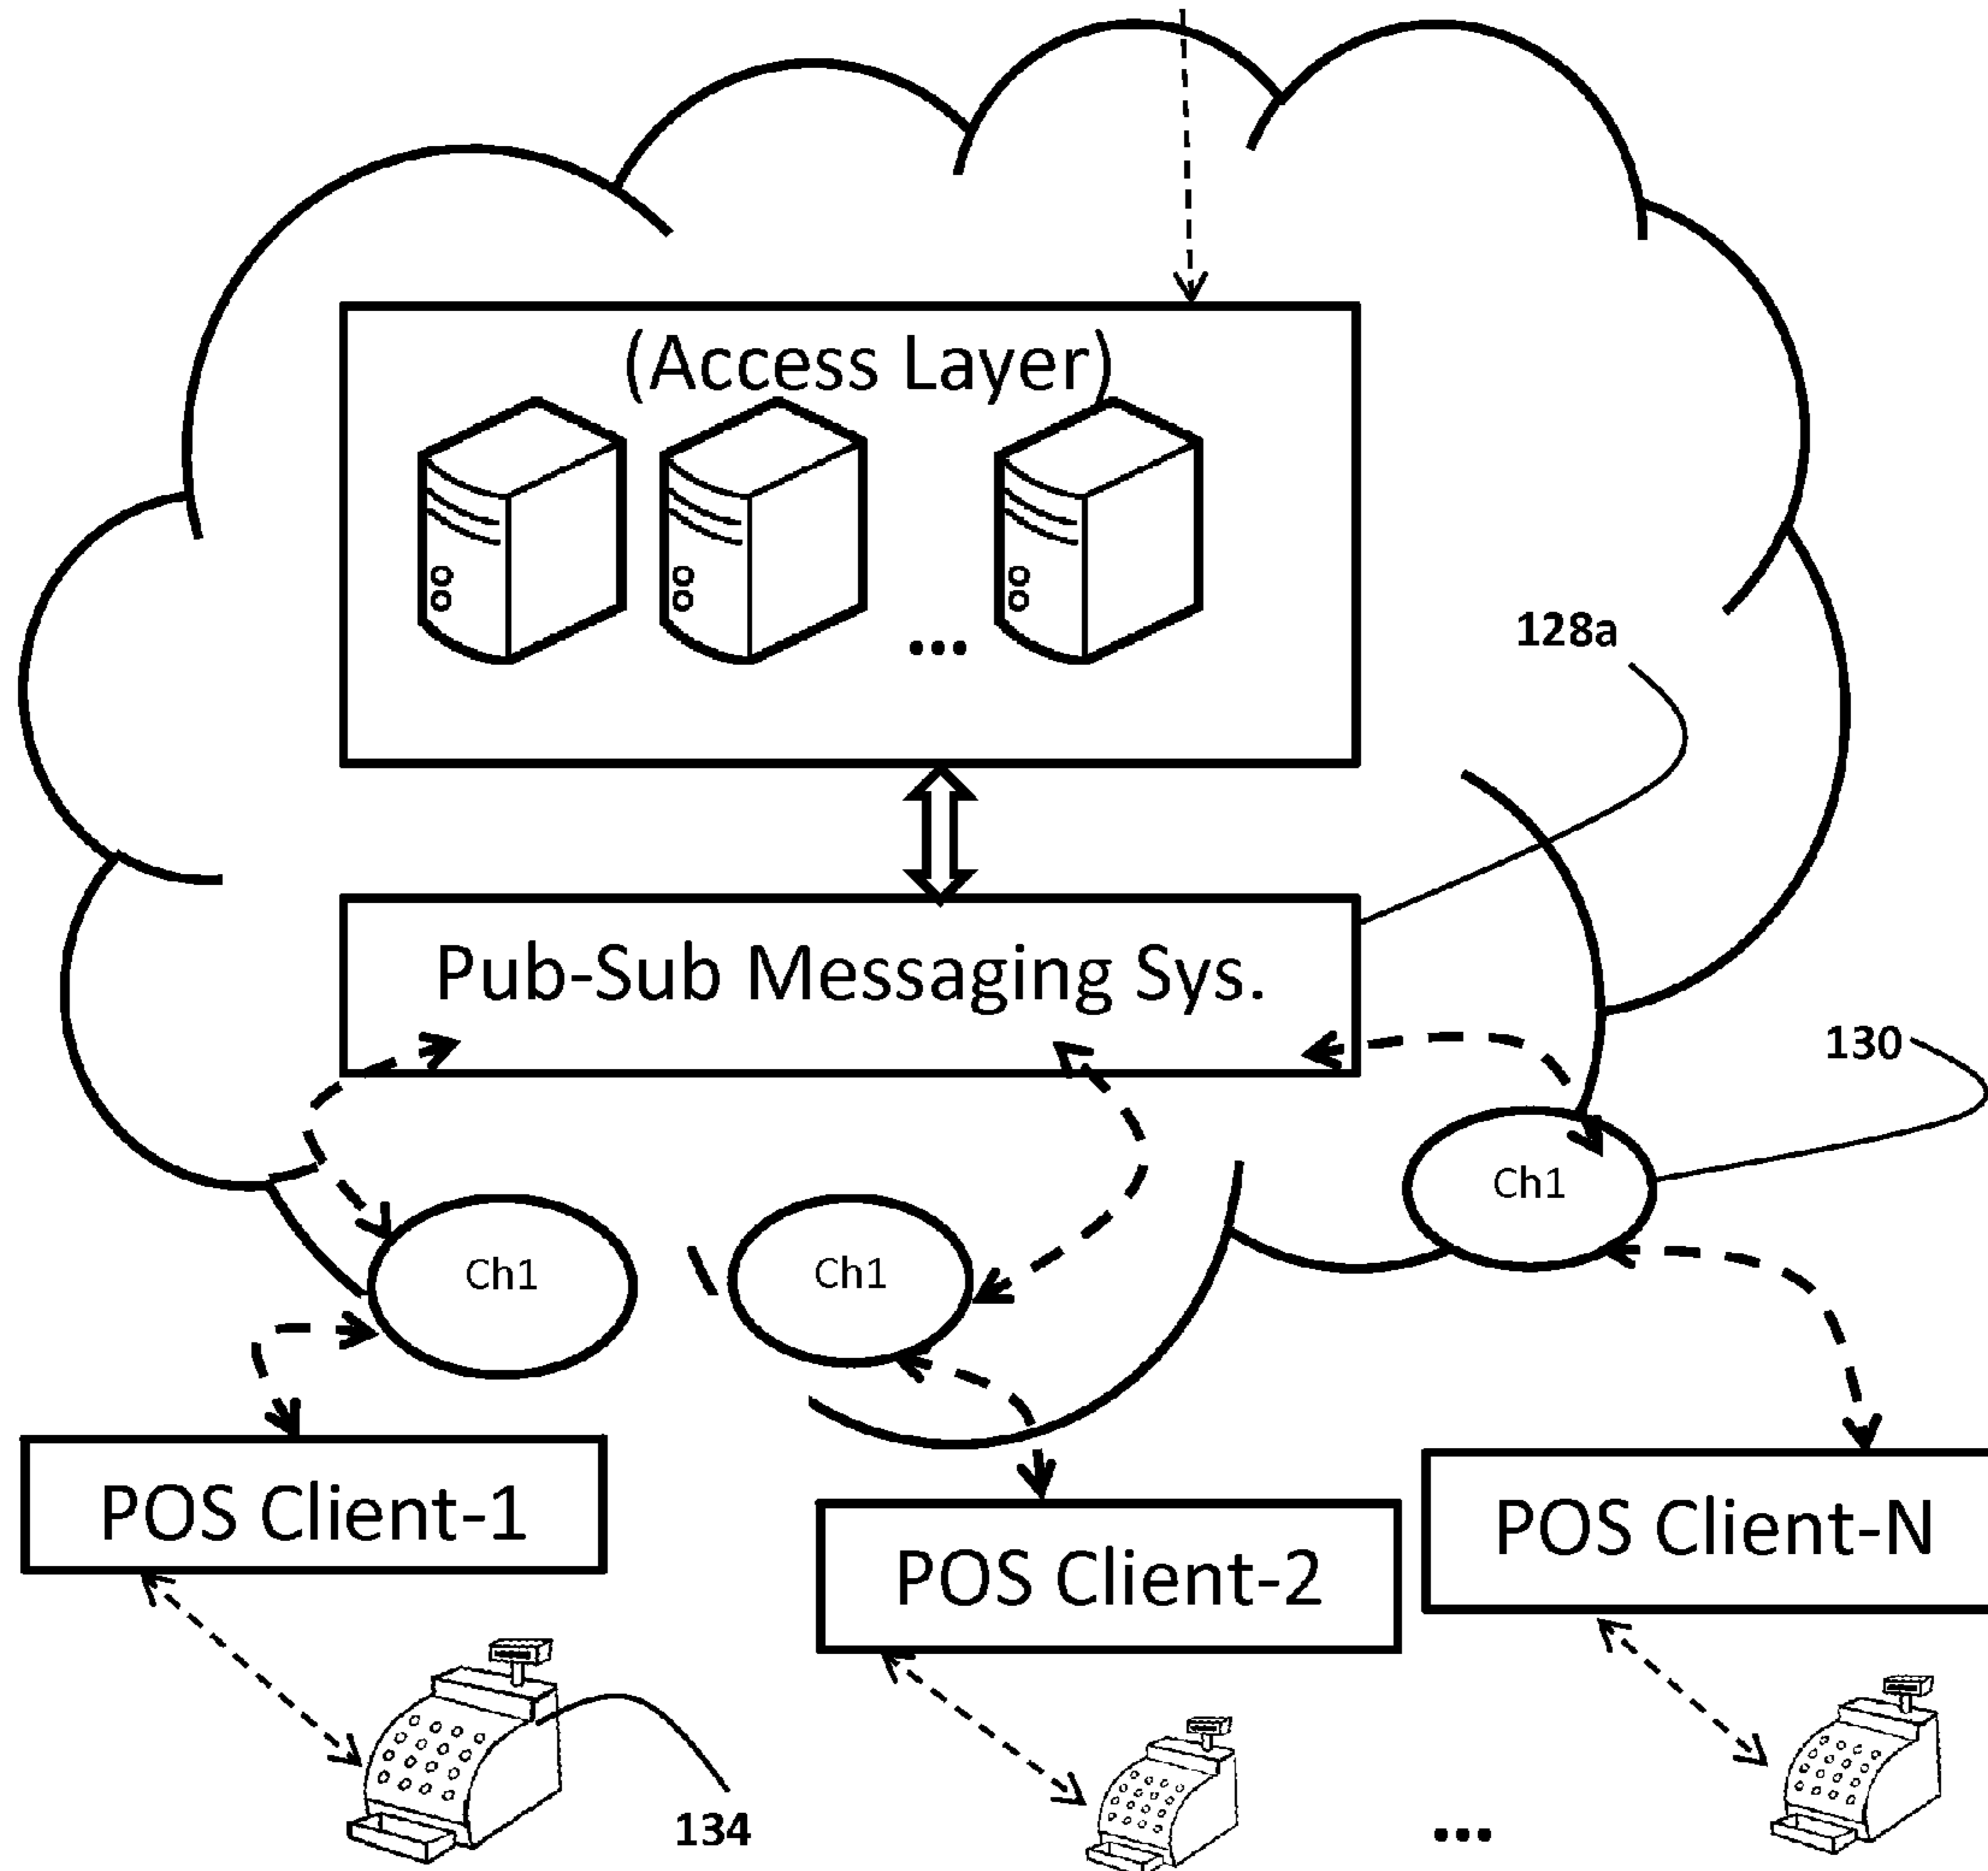 (Access Layer)
...
128a
Pub-Sub Messaging Sys.
130
Ch1
Ch1
Ch1
POS Client-1
POS Client-2
POS Client-N
134
...